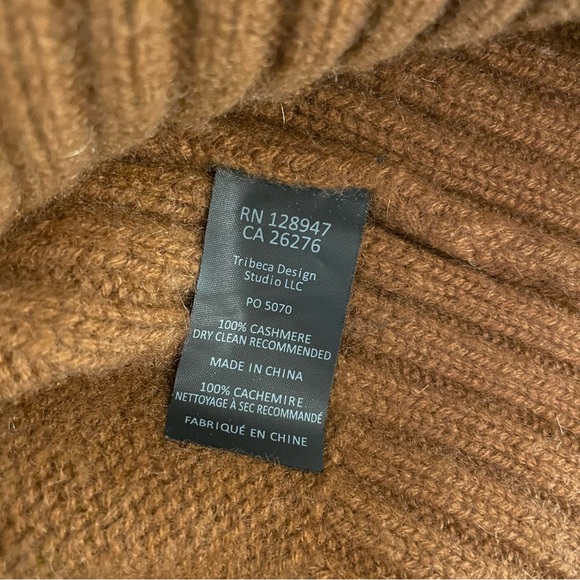 RN 128947
CA 26276
Tribeca Design
Studio LLC
PO 5070
100% CASHMERE
DRY CLEAN RECOMMENDED
MADE IN CHINA
100% CACHEMIRE
NETTOYAGE À SEC RECOMMANDÉ
FABRIQUÉ EN CHINE